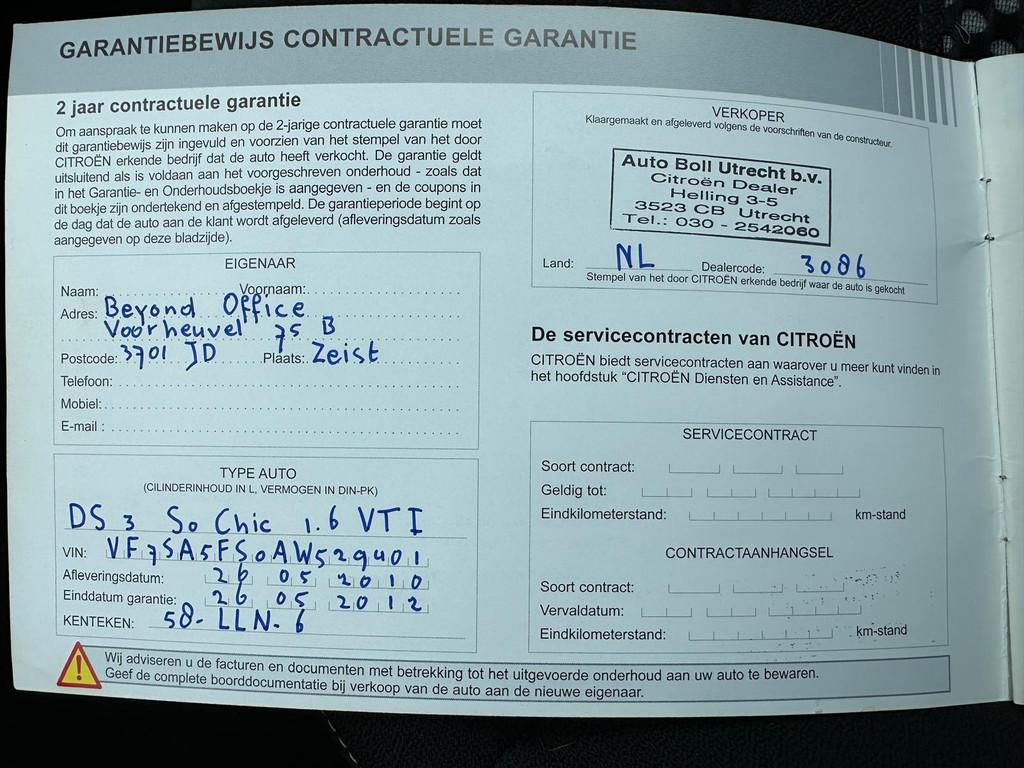 GARANTIEBEWIJS CONTRACTUELE GARANTIE
2 jaar contractuele garantie
Om aanspraak te kunnen maken op de 2-jarige contractuele garantie moet
dit garantiebewijs zijn ingevuld en voorzien van het stempel van het door
CITROËN erkende bedrijf dat de auto heeft verkocht. De garantie geldt
uitsluitend als is voldaan aan het voorgeschreven onderhoud - zoals dat
in het Garantie- en Onderhoudsboekje is aangegeven - en de coupons in
dit boekje zijn ondertekend en afgestempeld. De garantieperiode begint op
de dag dat de auto aan de klant wordt afgeleverd (afleveringsdatum zoals
aangegeven op deze bladzijde).
EIGENAAR
Naam: Voornaam:
Adres: Beyond Office
Voorheuvel 75 B
Postcode: 3701 JD Plaats: Zeist
Telefoon:
Mobiel:
E-mail :
TYPE AUTO
(CILINDERINHOUD IN L, VERMOGEN IN DIN-PK)
DS 3 So Chic 1.6 VTI
VIN: VF7SA5FS0AW529401
Afleveringsdatum: 26 05 2010
Einddatum garantie: 26 05 2012
KENTEKEN: 58-LLN-6
VERKOPER
Klaargemaakt en afgeleverd volgens de voorschriften van de constructeur.
Auto Boll Utrecht b.v.
Citroën Dealer
Helling 3-5
3523 CB Utrecht
Tel.: 030 - 2542060
Land: NL Dealercode: 3086
Stempel van het door CITROËN erkende bedrijf waar de auto is gekocht
De servicecontracten van CITROËN
CITROËN biedt servicecontracten aan waarover u meer kunt vinden in
het hoofdstuk “CITROËN Diensten en Assistance”.
SERVICECONTRACT
Soort contract:
Geldig tot:
Eindkilometerstand: km-stand
CONTRACTAANHANGSEL
Soort contract:
Vervaldatum:
Eindkilometerstand: km-stand
Wij adviseren u de facturen en documenten met betrekking tot het uitgevoerde onderhoud aan uw auto te bewaren.
Geef de complete boorddocumentatie bij verkoop van de auto aan de nieuwe eigenaar.